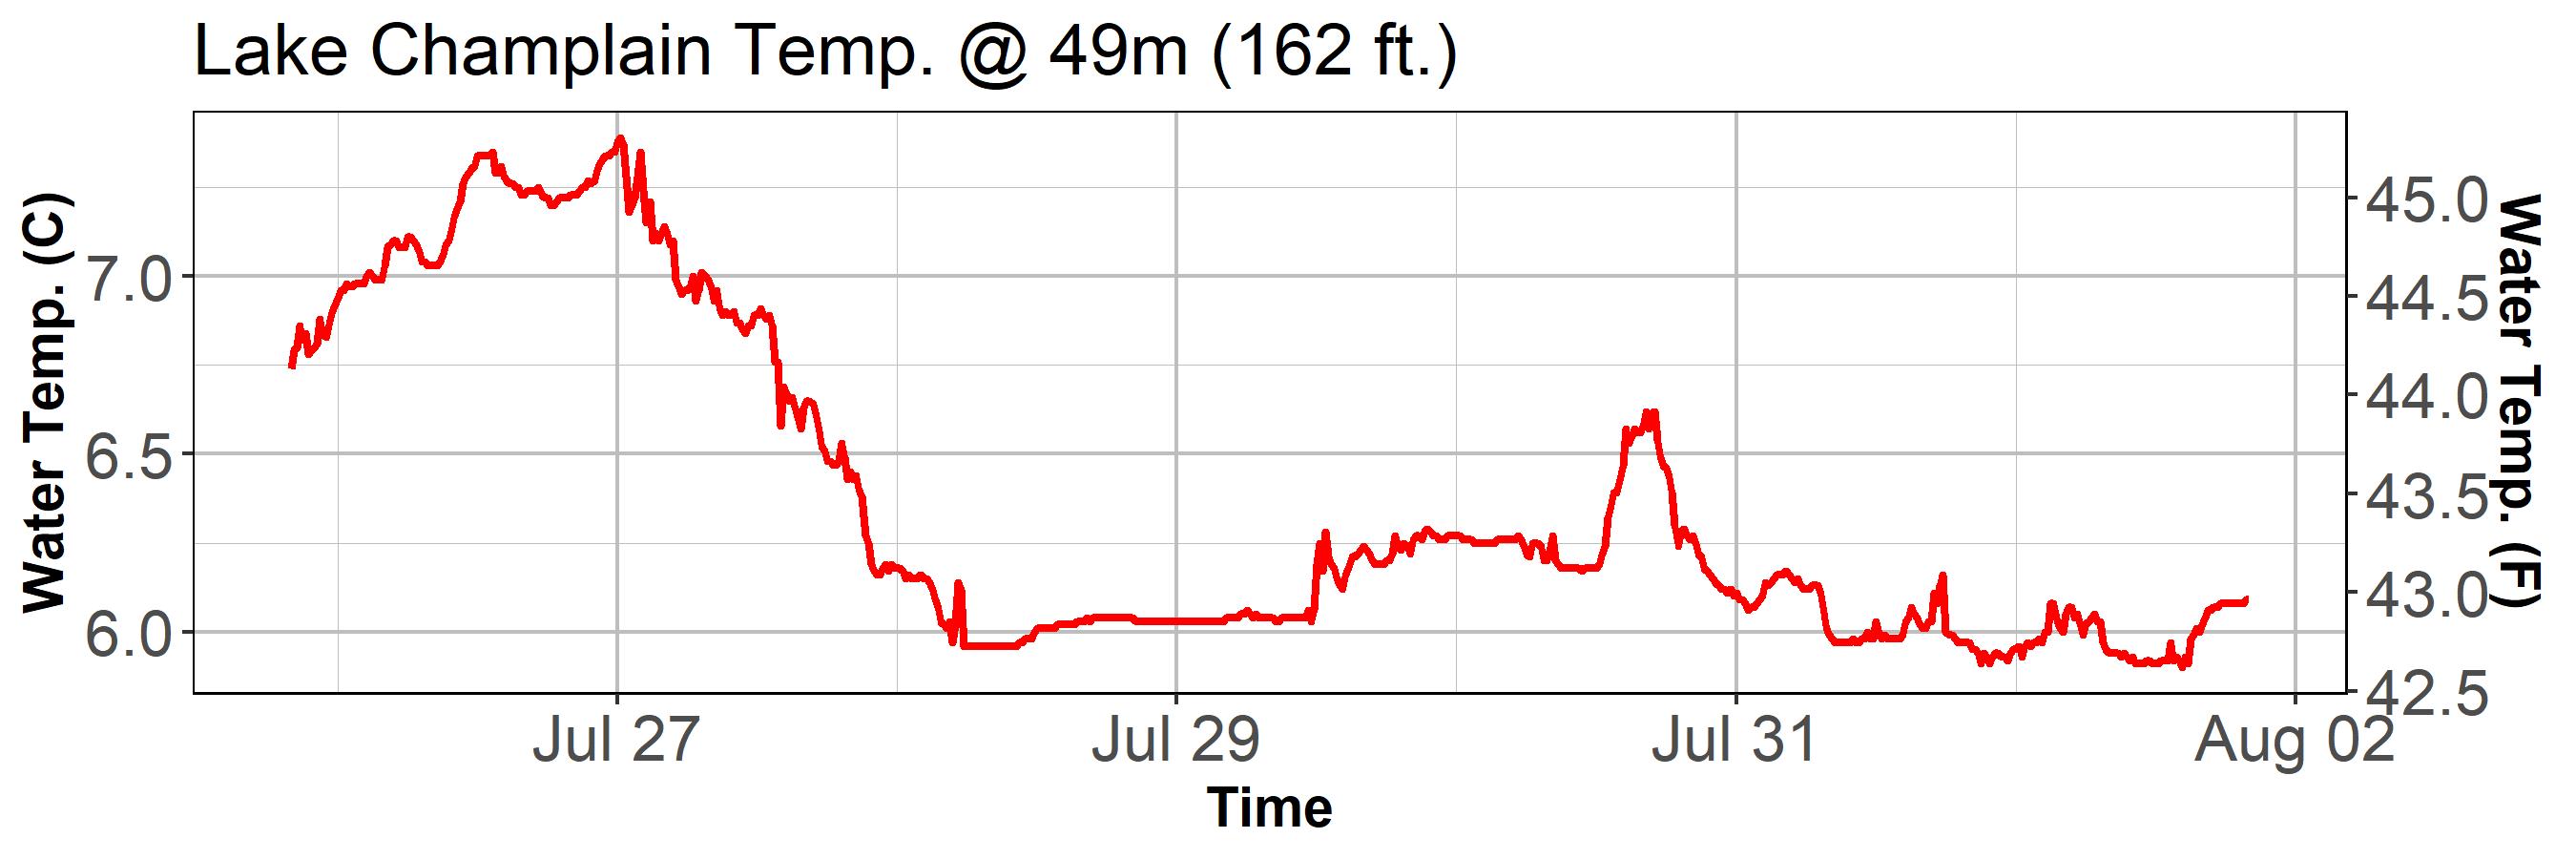 Lake Champlain Temp. @ 49m (162 ft.)
Water Temp. (C)
7.0
6.5
6.0
45.0
44.5
44.0
43.5
43.0
42.5
Water Temp. (F)
Jul 27 Jul 29 Jul 31 Aug 02
Time